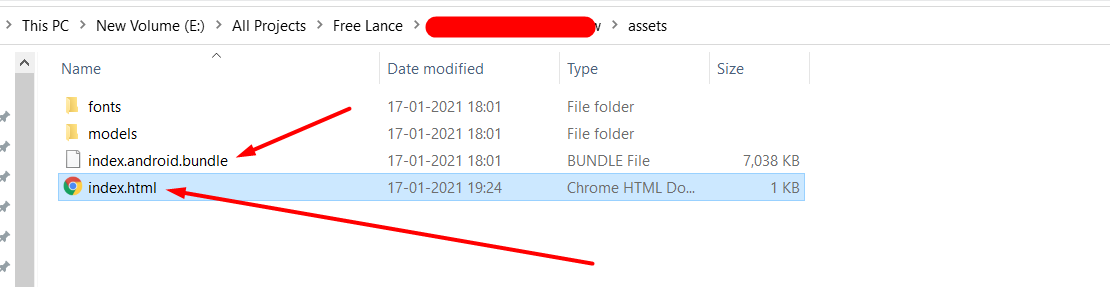 This PC > New Volume (E:) > All Projects > Free Lance > > assets
Name Date modified Type Size
fonts 17-01-2021 18:01 File folder
models 17-01-2021 18:01 File folder
index.android.bundle 17-01-2021 18:01 BUNDLE File 7,038 KB
index.html 17-01-2021 19:24 Chrome HTML Do... 1 KB